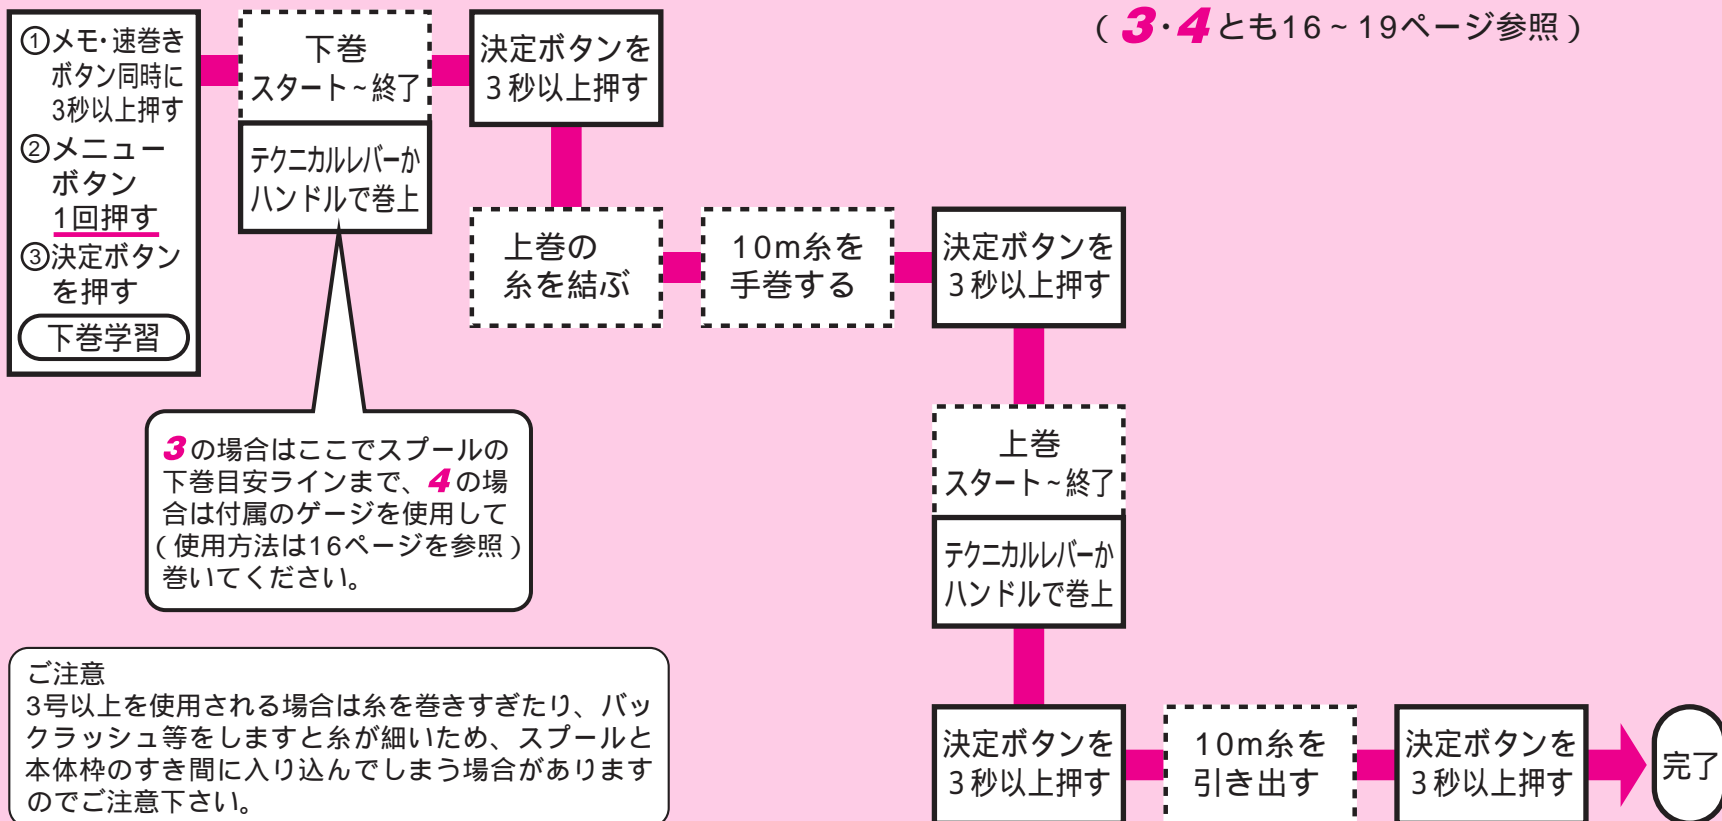 (3・4とも16~19ページ参照)
①メモ・速巻き
ボタン同時に
3秒以上押す
②メニュー
ボタン
1回押す
③決定ボタン
を押す
下巻学習
下巻
スタート~終了
テクニカルレバーか
ハンドルで巻上
決定ボタンを
3秒以上押す
上巻の
糸を結ぶ
10m糸を
手巻する
決定ボタンを
3秒以上押す
3の場合はここでスプールの
下巻目安ラインまで、4の場
合は付属のゲージを使用して
(使用方法は16ページを参照)
巻いてください。
上巻
スタート~終了
テクニカルレバーか
ハンドルで巻上
決定ボタンを
3秒以上押す
10m糸を
引き出す
決定ボタンを
3秒以上押す
完了
ご注意
3号以上を使用される場合は糸を巻きすぎたり、バッ
クラッシュ等をしますと糸が細いため、スプールと
本体枠のすき間に入り込んでしまう場合があります
のでご注意下さい。